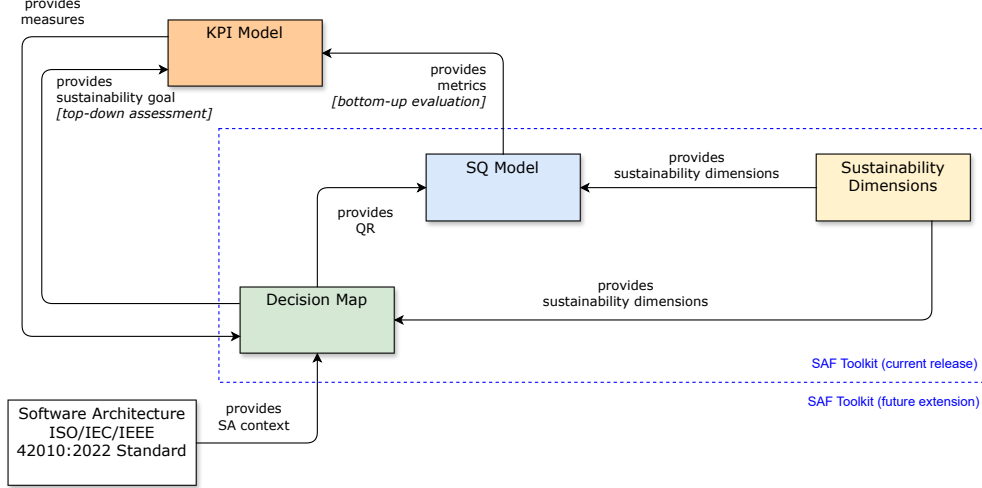 provides
measures
KPI Model
provides
sustainability goal
[top-down assessment]
provides
metrics
[bottom-up evaluation]
SQ Model
provides
sustainability dimensions
Sustainability
Dimensions
provides
QR
Decision Map
provides
sustainability dimensions
SAF Toolkit (current release)
SAF Toolkit (future extension)
Software Architecture
ISO/IEC/IEEE
42010:2022 Standard
provides
SA context